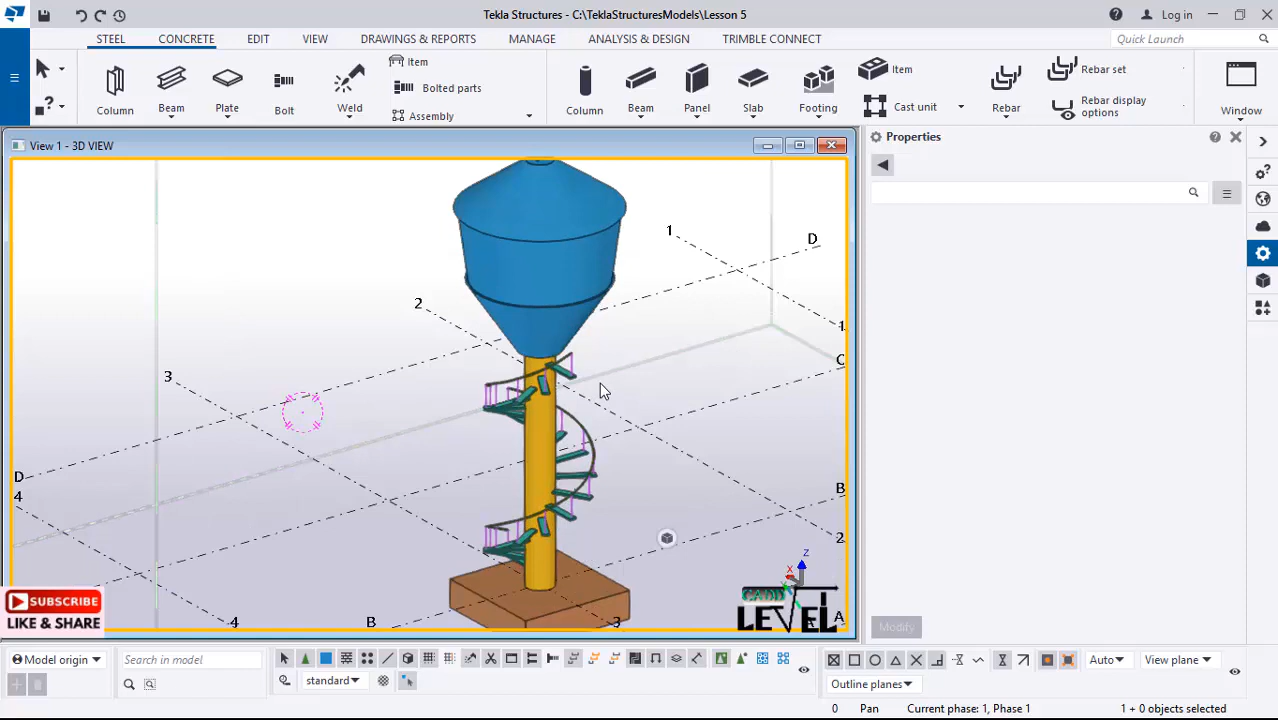 Tekla Structures - C:\TeklaStructuresModels\Lesson 5
Log in
STEEL CONCRETE EDIT VIEW DRAWINGS & REPORTS MANAGE ANALYSIS & DESIGN TRIMBLE CONNECT
Quick Launch
Column Beam Plate Bolt Weld
Item
Bolted parts
Assembly
Column Beam Panel Slab Footing
Item
Cast unit
Rebar
Rebar set
Rebar display options
Window
View 1 - 3D VIEW
Properties
1
D
2
1
3
C
D
4
B
2
4
B
3
A
Z
X
SUBSCRIBE
LIKE & SHARE
CADD
LEVEL
Modify
Model origin
Search in model
standard
Auto
View plane
Outline planes
0 Pan Current phase: 1, Phase 1 1 + 0 objects selected